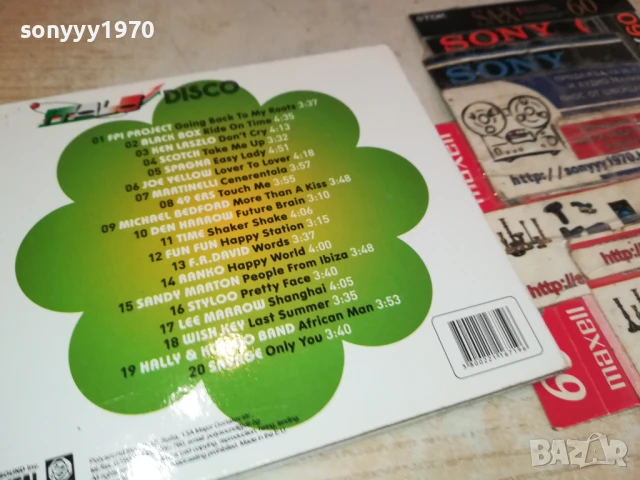 sonyyy1970
DISCO
01 FPI PROJECT Going Back To My Roots 3:37
02 BLACK BOX Ride On Time 4:35
03 KEN LASZLO Don't Cry 4:13
04 SCOTCH Take Me Up 3:32
05 SPAGNA Easy Lady 4:51
06 JOE YELLOW Lover To Lover 4:18
07 MARTINELLI Cenerentola 3:51
08 49 ERS Touch Me 3:55
09 MICHAEL BEDFORD More Than A Kiss 3:48
10 DEN HARROW Future Brain 3:10
11 TIME Shaker Shake 4:06
12 FUN FUN Happy Station 3:15
13 F.R.DAVID Words 3:37
14 RANKO Happy World 4:00
15 SANDY MARTON People From Ibiza 3:48
16 STYLOO Pretty Face 3:40
17 LEE MARROW Shanghai 4:05
18 WISH KEY Last Summer 3:35
19 HALLY & BAND African Man 3:53
20 Only You 3:40
TDK
60
SONY
SONY
maxell
http://sonyyy197
http://
maxell
BAZAR
bg